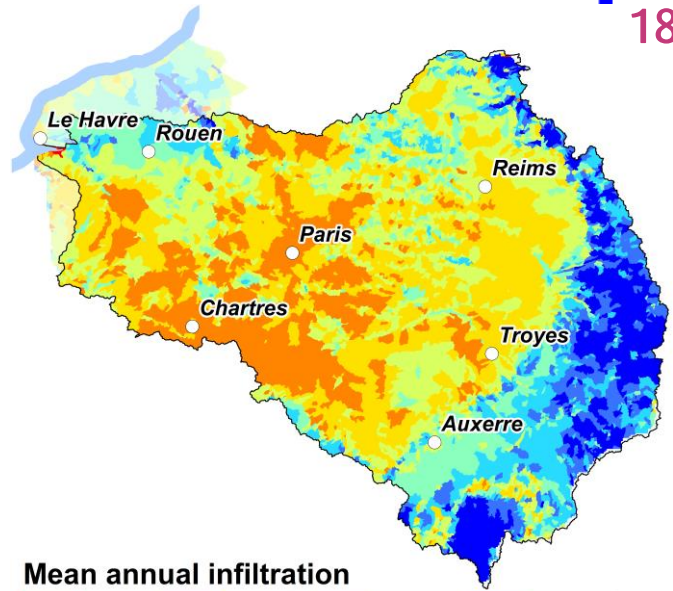 18
Le Havre
Rouen
Reims
Paris
Chartres
Troyes
Auxerre
Mean annual infiltration